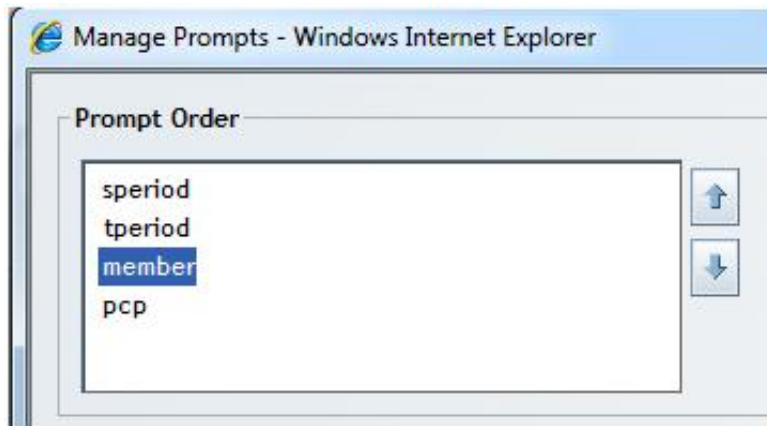 Manage Prompts - Windows Internet Explorer
Prompt Order
speriod
tperiod
member
pcp